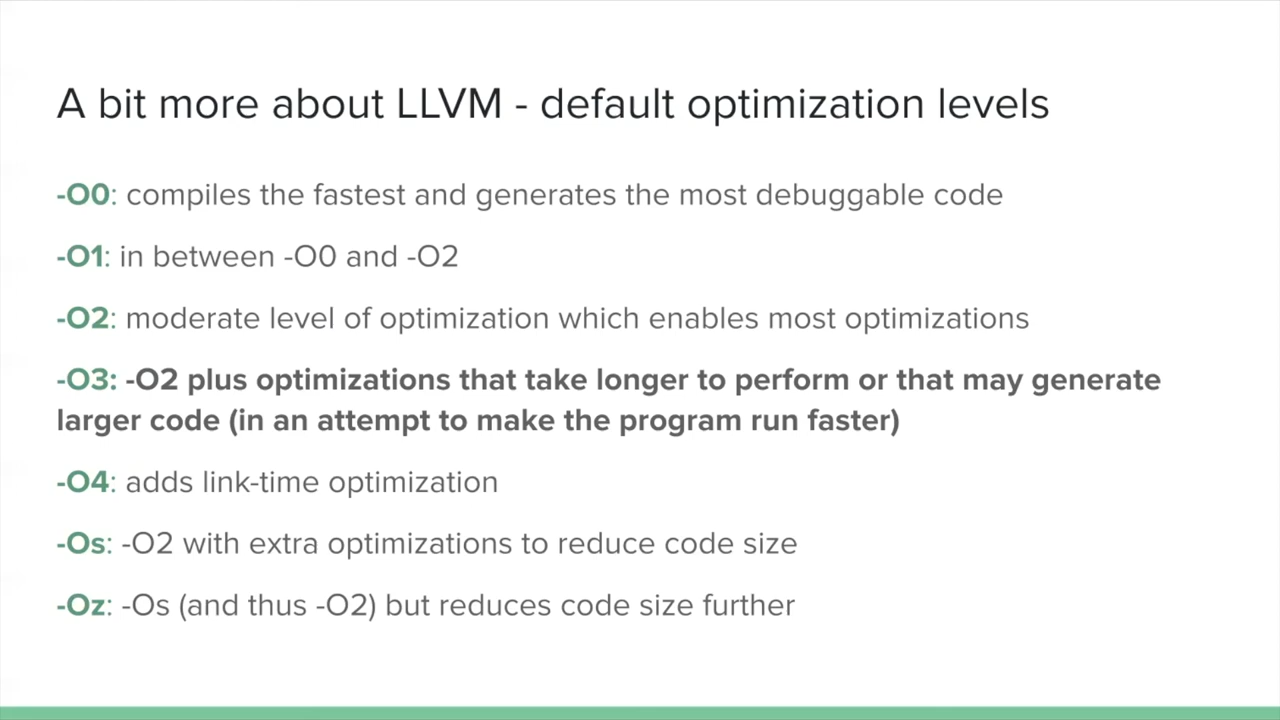 A bit more about LLVM - default optimization levels
-O0: compiles the fastest and generates the most debuggable code
-O1: in between -O0 and -O2
-O2: moderate level of optimization which enables most optimizations
-O3: -O2 plus optimizations that take longer to perform or that may generate
larger code (in an attempt to make the program run faster)
-O4: adds link-time optimization
-Os: -O2 with extra optimizations to reduce code size
-Oz: -Os (and thus -O2) but reduces code size further